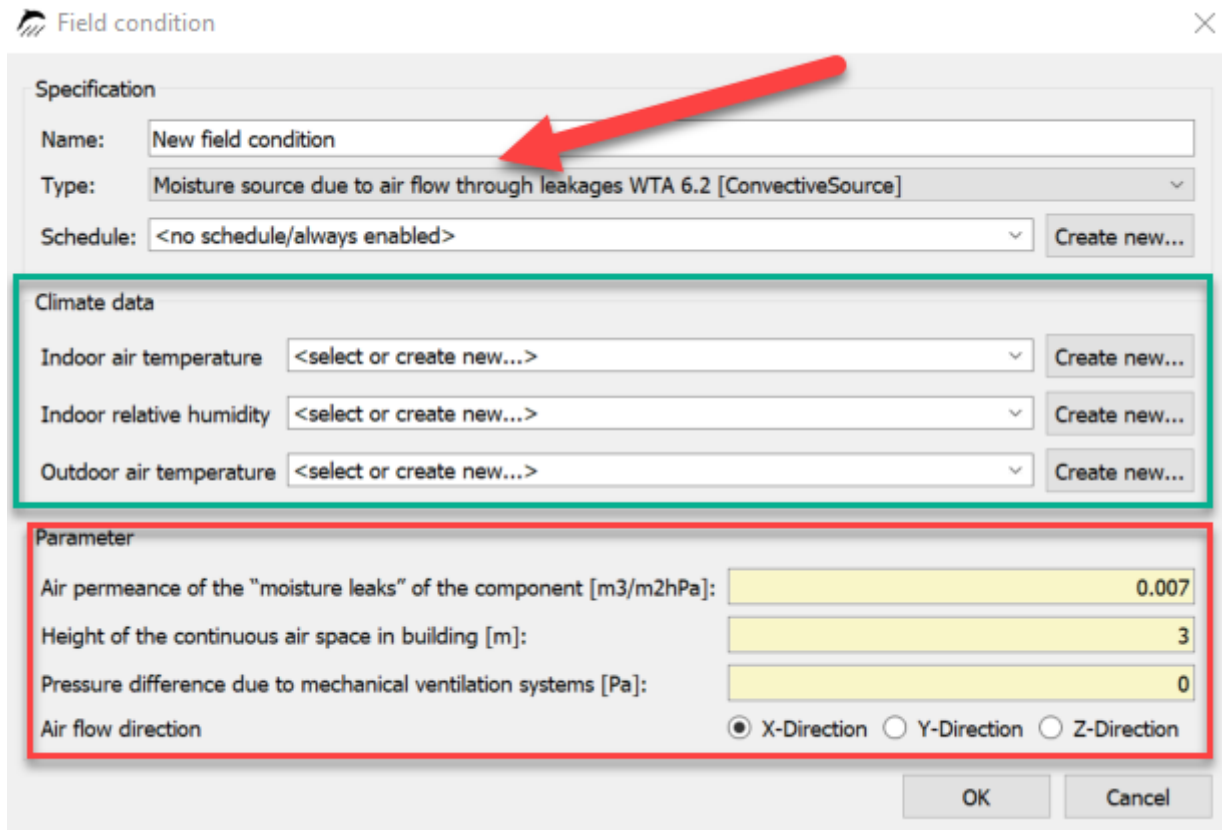 Field condition
Specification
Name: New field condition
Type: Moisture source due to air flow through leakages WTA 6.2 [ConvectiveSource]
Schedule: <no schedule/always enabled> Create new...
Climate data
Indoor air temperature <select or create new...> Create new...
Indoor relative humidity <select or create new...> Create new...
Outdoor air temperature <select or create new...> Create new...
Parameter
Air permeance of the “moisture leaks” of the component [m3/m2hPa]: 0.007
Height of the continuous air space in building [m]: 3
Pressure difference due to mechanical ventilation systems [Pa]: 0
Air flow direction X-Direction Y-Direction Z-Direction
OK Cancel